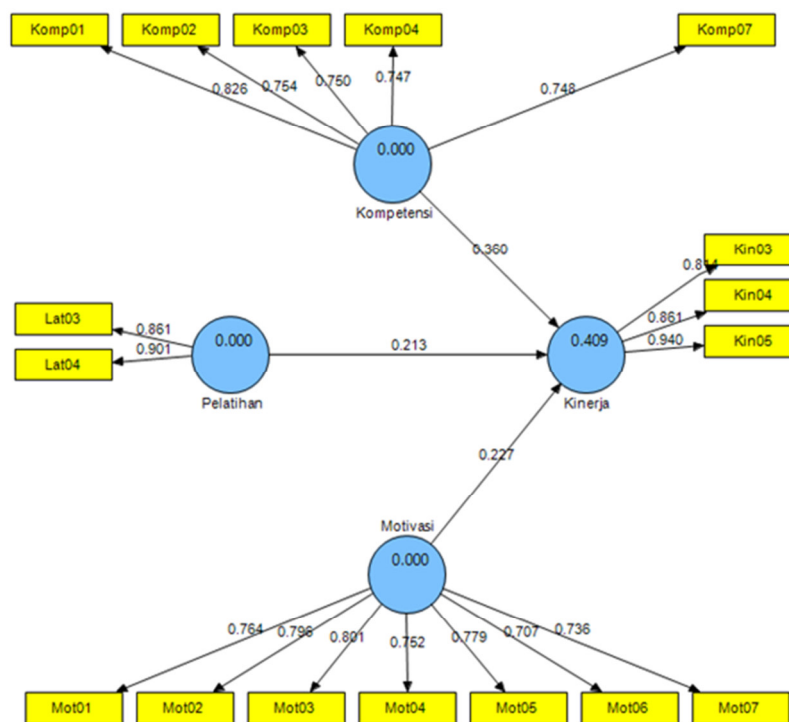 Komp01
Komp02
Komp03
Komp04
Komp07
0.826
0.754
0.750
0.747
0.748
0.000
Kompetensi
0.360
Kin03
0.814
Lat03
0.861
0.000
0.213
0.409
0.861
Kin04
Lat04
0.901
0.940
Kin05
Pelatihan
Kinerja
0.227
Motivasi
0.000
0.764
0.796
0.801
0.752
0.779
0.707
0.736
Mot01
Mot02
Mot03
Mot04
Mot05
Mot06
Mot07